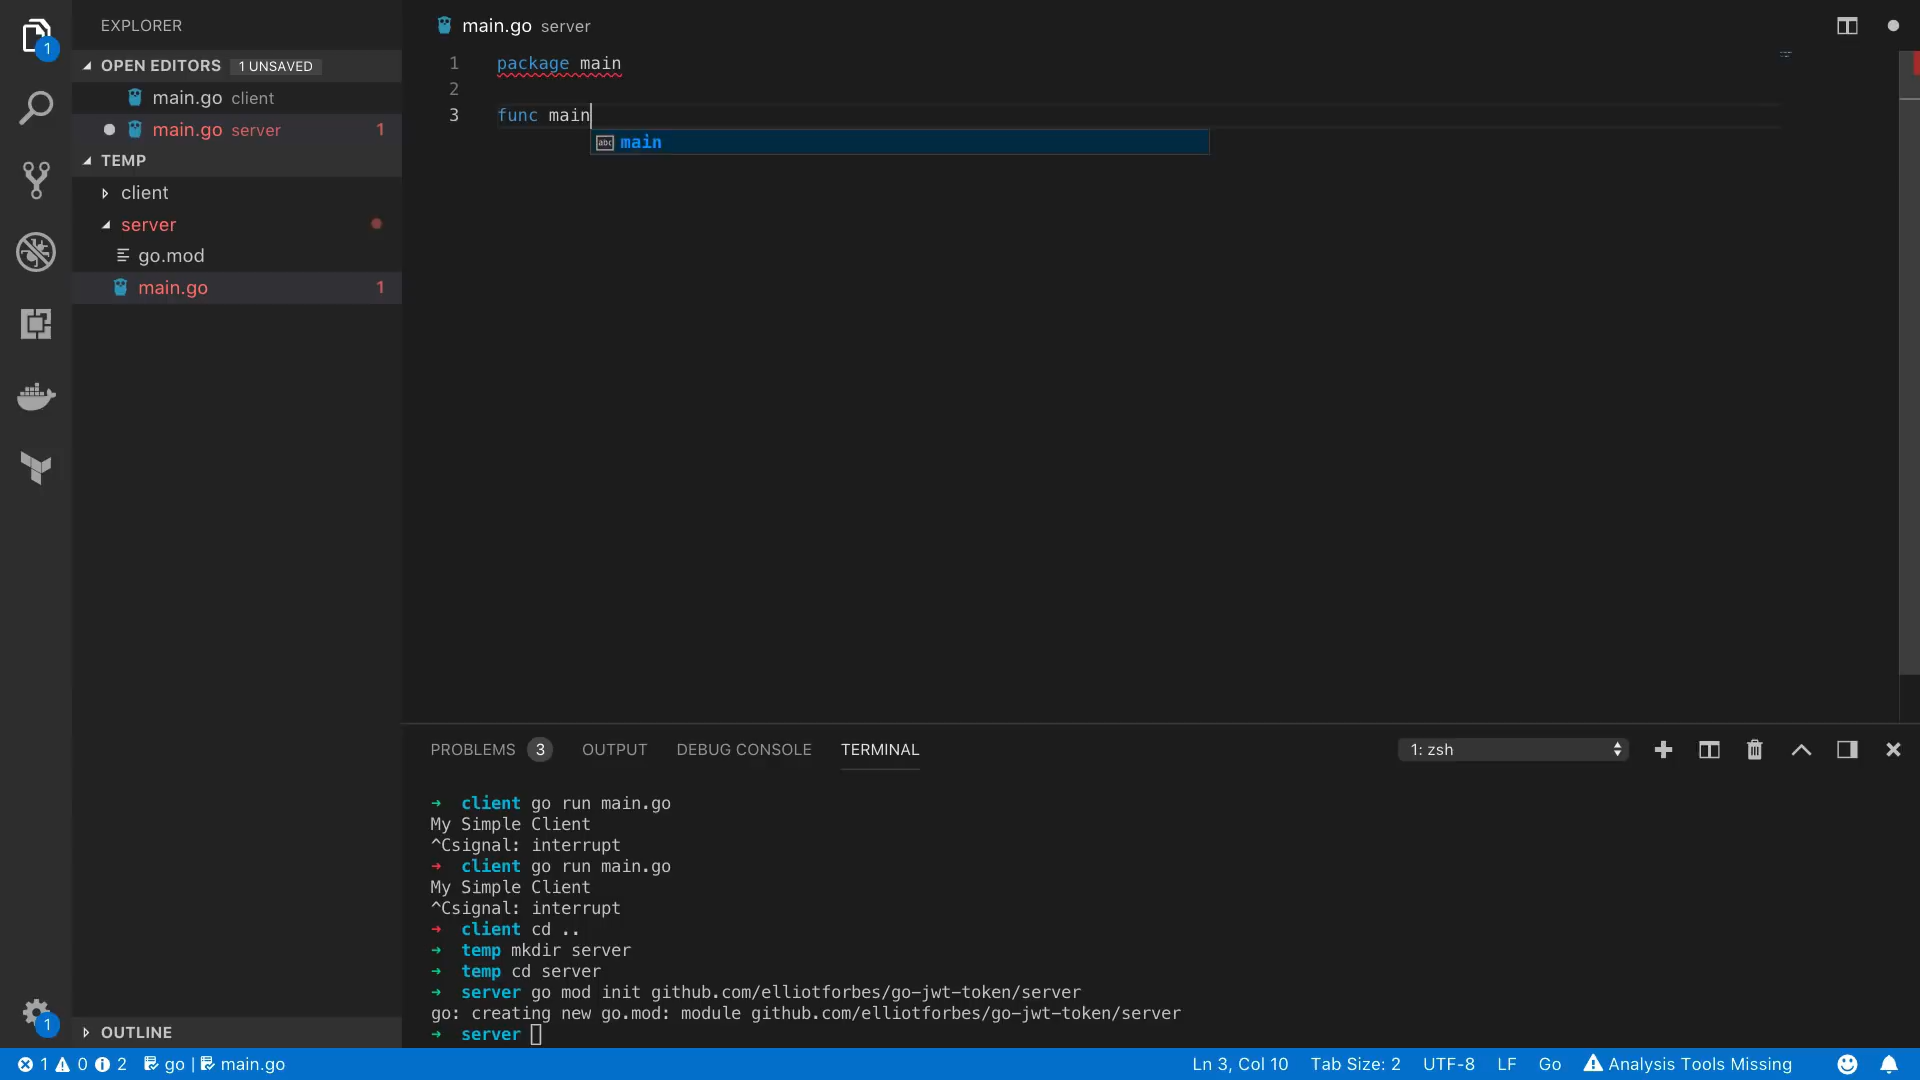 EXPLORER
1
OPEN EDITORS 1 UNSAVED
main.go client
main.go server 1
TEMP
client
server
go.mod
main.go 1
OUTLINE
1
main.go server
1 package main
2
3 func main
abc main
PROBLEMS 3 OUTPUT DEBUG CONSOLE TERMINAL 1: zsh
➜ client go run main.go
My Simple Client
^Csignal: interrupt
➜ client go run main.go
My Simple Client
^Csignal: interrupt
➜ client cd ..
➜ temp mkdir server
➜ temp cd server
➜ server go mod init github.com/elliotforbes/go-jwt-token/server
go: creating new go.mod: module github.com/elliotforbes/go-jwt-token/server
➜ server
1 0 2 go | main.go Ln 3, Col 10 Tab Size: 2 UTF-8 LF Go Analysis Tools Missing